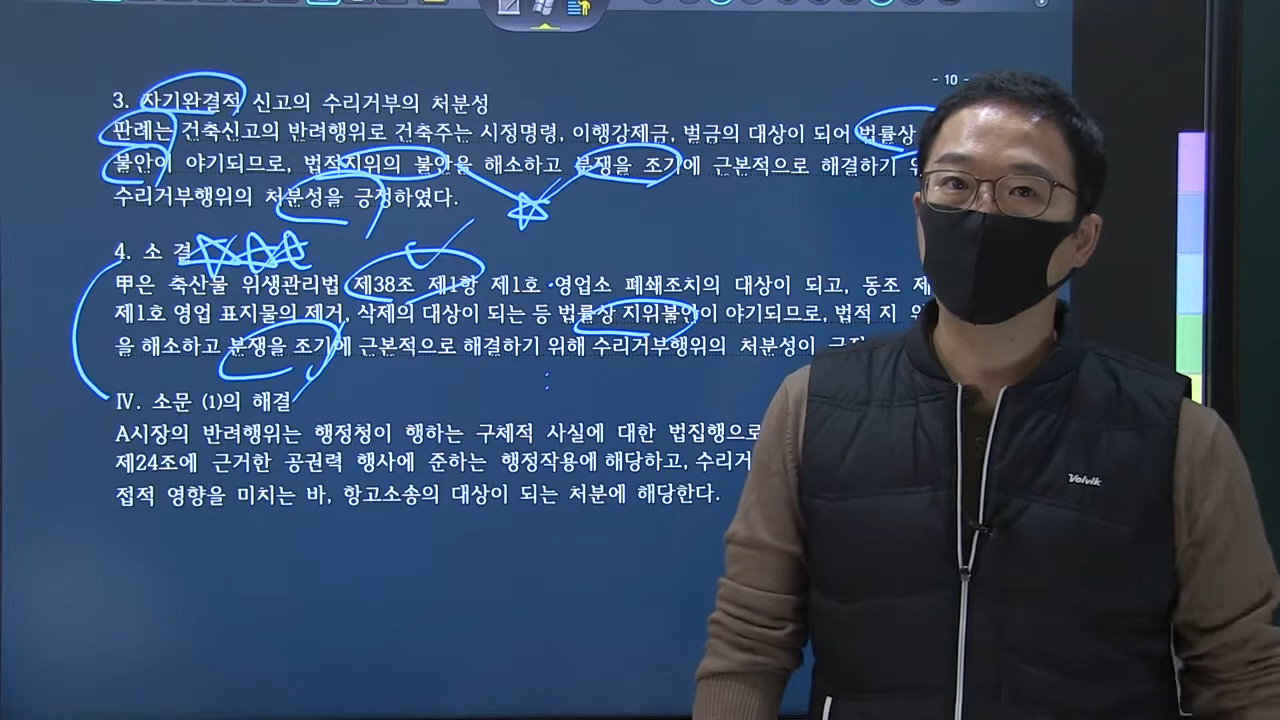 - 10 -
3. 자기완결적 신고의 수리거부의 처분성
판례는 건축신고의 반려행위로 건축주는 시정명령, 이행강제금, 벌금의 대상이 되어 법률상
불안이 야기되므로, 법적지위의 불안을 해소하고 분쟁을 조기에 근본적으로 해결하기
수리거부행위의 처분성을 긍정하였다.
4. 소 결
甲은 축산물 위생관리법 제38조 제1항 제1호 영업소 폐쇄조치의 대상이 되고, 동조 제
제1호 영업 표지물의 제거, 삭제의 대상이 되는 등 법률상 지위불안이 야기되므로, 법적 지
을 해소하고 분쟁을 조기에 근본적으로 해결하기 위해 수리거부행위의 처분성이
Ⅳ. 소문 (1)의 해결
A시장의 반려행위는 행정청이 행하는 구체적 사실에 대한 법집행으로
제24조에 근거한 공권력 행사에 준하는 행정작용에 해당하고, 수리거
접적 영향을 미치는 바, 항고소송의 대상이 되는 처분에 해당한다.
Volvik